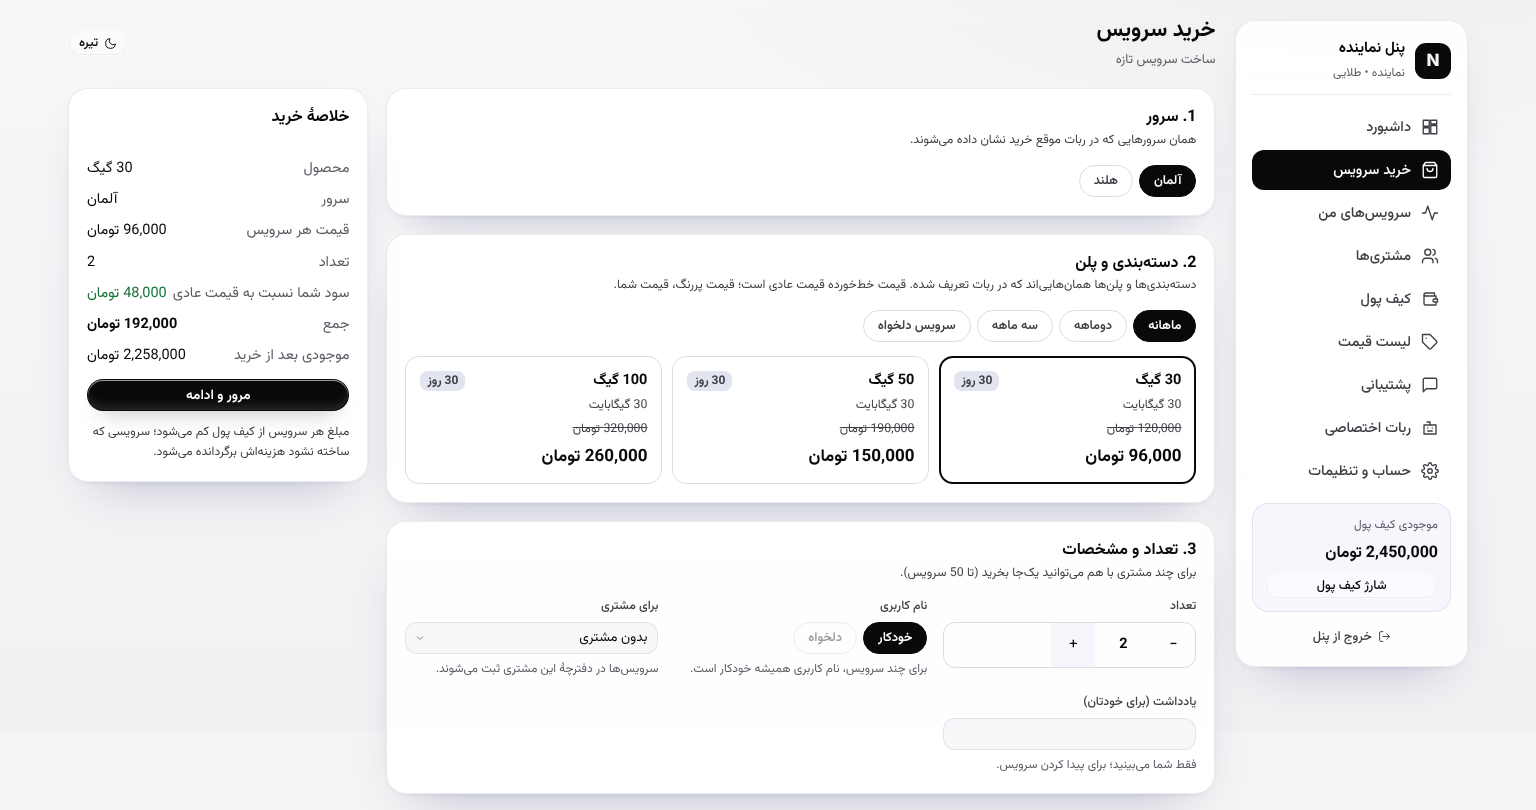 N
پنل نماینده
نماینده • طلایی
داشبورد
خرید سرویس
سرویس‌های من
مشتری‌ها
کیف پول
لیست قیمت
پشتیبانی
ربات اختصاصی
حساب و تنظیمات
موجودی کیف پول
2,450,000 تومان
شارژ کیف پول
خروج از پنل
خرید سرویس
ساخت سرویس تازه
تیره
1. سرور
همان سرورهایی که در ربات موقع خرید نشان داده می‌شوند.
آلمان
هلند
2. دسته‌بندی و پلن
دسته‌بندی‌ها و پلن‌ها همان‌هایی‌اند که در ربات تعریف شده. قیمت خط‌خورده قیمت عادی است؛ قیمت پررنگ، قیمت شما.
ماهانه
دوماهه
سه ماهه
سرویس دلخواه
30 گیگ
30 روز
30 گیگابایت
120,000 تومان
96,000 تومان
50 گیگ
30 روز
30 گیگابایت
190,000 تومان
150,000 تومان
100 گیگ
30 روز
30 گیگابایت
320,000 تومان
260,000 تومان
3. تعداد و مشخصات
برای چند مشتری با هم می‌توانید یک‌جا بخرید (تا 50 سرویس).
تعداد
− 2 +
نام کاربری
خودکار
دلخواه
برای چند سرویس، نام کاربری همیشه خودکار است.
برای مشتری
بدون مشتری
سرویس‌ها در دفترچهٔ این مشتری ثبت می‌شوند.
یادداشت (برای خودتان)
فقط شما می‌بینید؛ برای پیدا کردن سرویس.
خلاصهٔ خرید
محصول 30 گیگ
سرور آلمان
قیمت هر سرویس 96,000 تومان
تعداد 2
سود شما نسبت به قیمت عادی 48,000 تومان
جمع 192,000 تومان
موجودی بعد از خرید 2,258,000 تومان
مرور و ادامه
مبلغ هر سرویس از کیف پول کم می‌شود؛ سرویسی که
ساخته نشود هزینه‌اش برگردانده می‌شود.